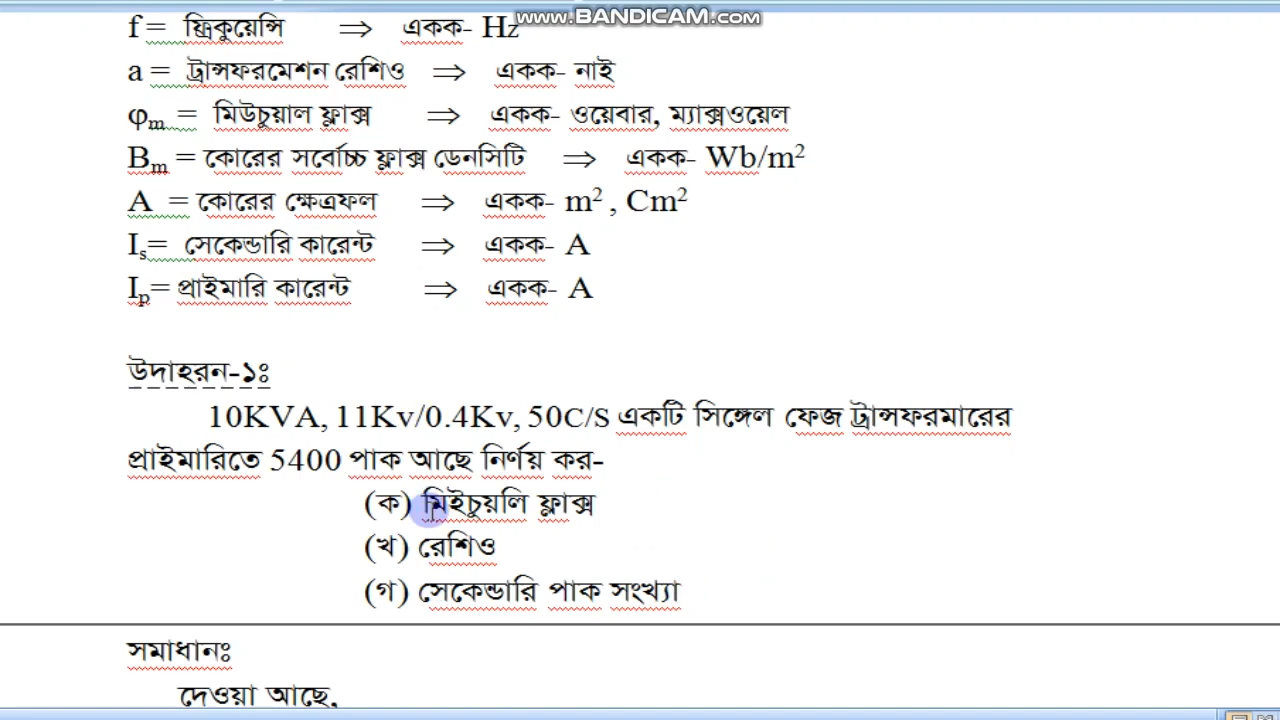 www.BANDICAM.com
f = ফ্রিকুয়েন্সি ⇒ একক- Hz
a = ট্রান্সফরমেশন রেশিও ⇒ একক- নাই
φm = মিউচুয়াল ফ্লাক্স ⇒ একক- ওয়েবার, ম্যাক্সওয়েল
Bm = কোরের সর্বোচ্চ ফ্লাক্স ডেনসিটি ⇒ একক- Wb/m²
A = কোরের ক্ষেত্রফল ⇒ একক- m² , Cm²
Is= সেকেন্ডারি কারেন্ট ⇒ একক- A
Ip= প্রাইমারি কারেন্ট ⇒ একক- A
উদাহরন-১ঃ
10KVA, 11Kv/0.4Kv, 50C/S একটি সিঙ্গেল ফেজ ট্রান্সফরমারের
প্রাইমারিতে 5400 পাক আছে নির্ণয় কর-
(ক) মিইচুয়লি ফ্লাক্স
(খ) রেশিও
(গ) সেকেন্ডারি পাক সংখ্যা
সমাধানঃ
দেওয়া আছে,